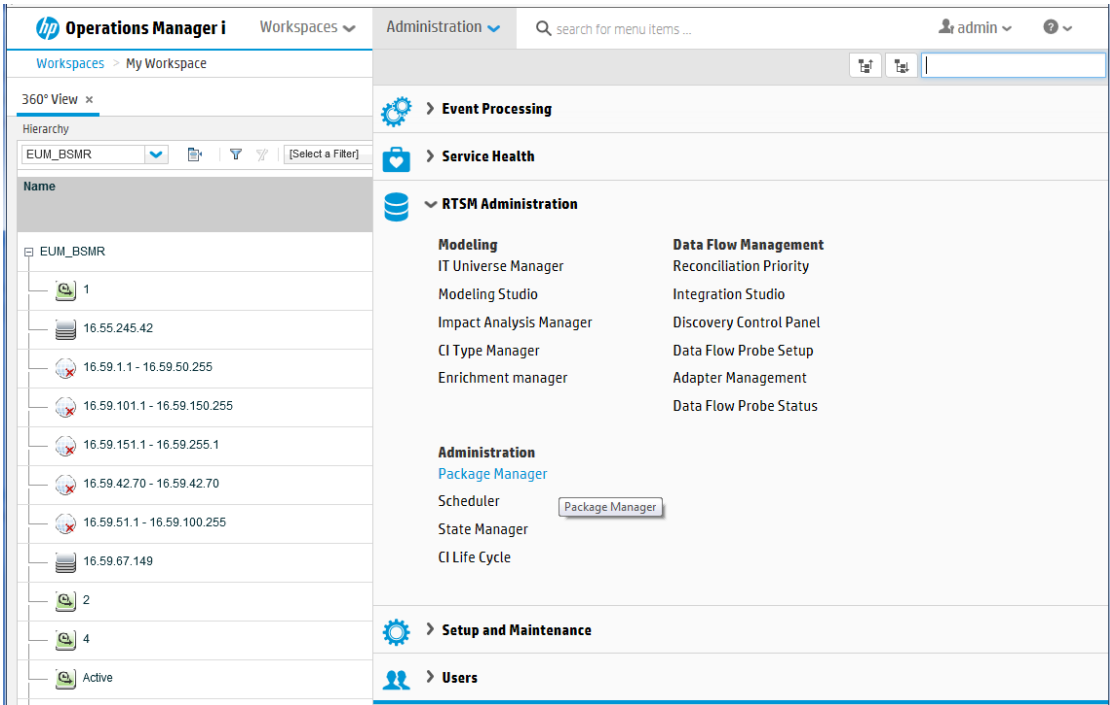 hp Operations Manager i Workspaces Administration search for menu items ... admin ?
Workspaces > My Workspace
360° View ×
Hierarchy
EUM_BSMR [Select a Filter]
Name
EUM_BSMR
1
16.55.245.42
16.59.1.1 - 16.59.50.255
16.59.101.1 - 16.59.150.255
16.59.151.1 - 16.59.255.1
16.59.42.70 - 16.59.42.70
16.59.51.1 - 16.59.100.255
16.59.67.149
2
4
Active
Event Processing
Service Health
RTSM Administration
Modeling
IT Universe Manager
Modeling Studio
Impact Analysis Manager
CI Type Manager
Enrichment manager
Data Flow Management
Reconciliation Priority
Integration Studio
Discovery Control Panel
Data Flow Probe Setup
Adapter Management
Data Flow Probe Status
Administration
Package Manager
Scheduler
Package Manager
State Manager
CI Life Cycle
Setup and Maintenance
Users